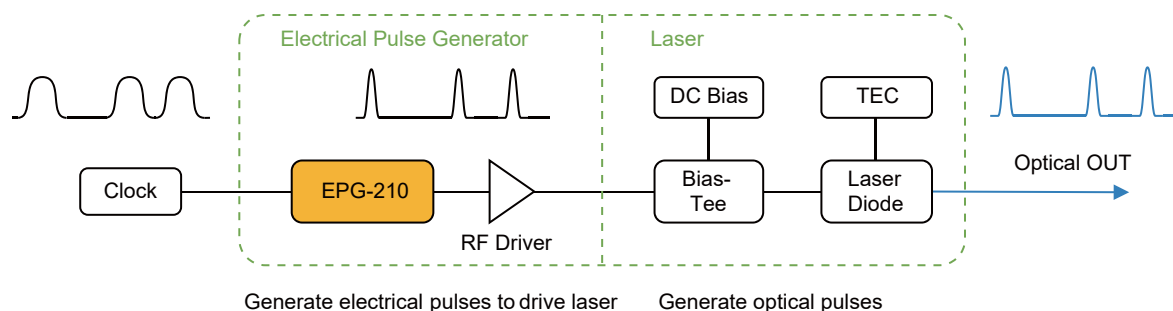 Electrical Pulse Generator
Laser
DC Bias
TEC
Optical OUT
Clock
EPG-210
Bias-
Tee
Laser
Diode
RF Driver
Generate electrical pulses to drive laser
Generate optical pulses